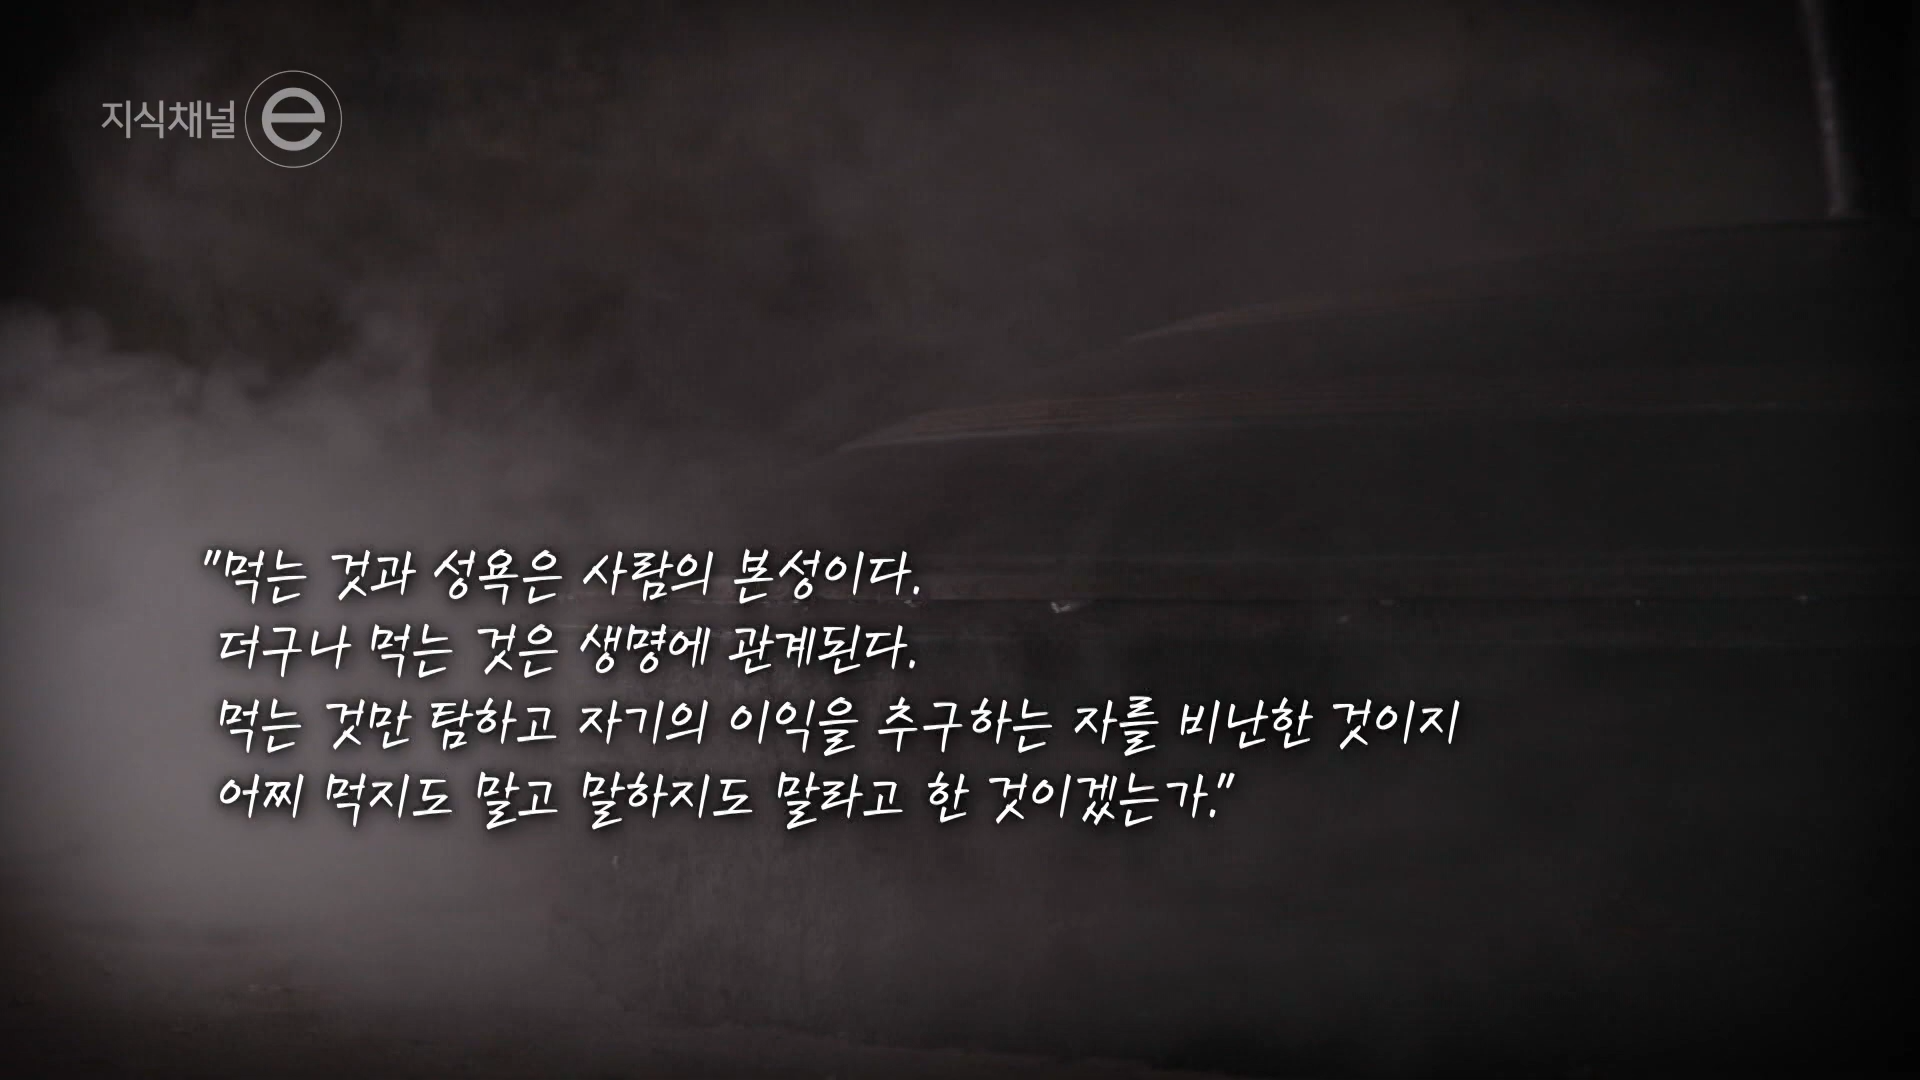 지식채널 e
"먹는 것과 성욕은 사람의 본성이다.
더구나 먹는 것은 생명에 관계된다.
먹는 것만 탐하고 자기의 이익을 추구하는 자를 비난한 것이지
어찌 먹지도 말고 말하지도 말라고 한 것이겠는가."